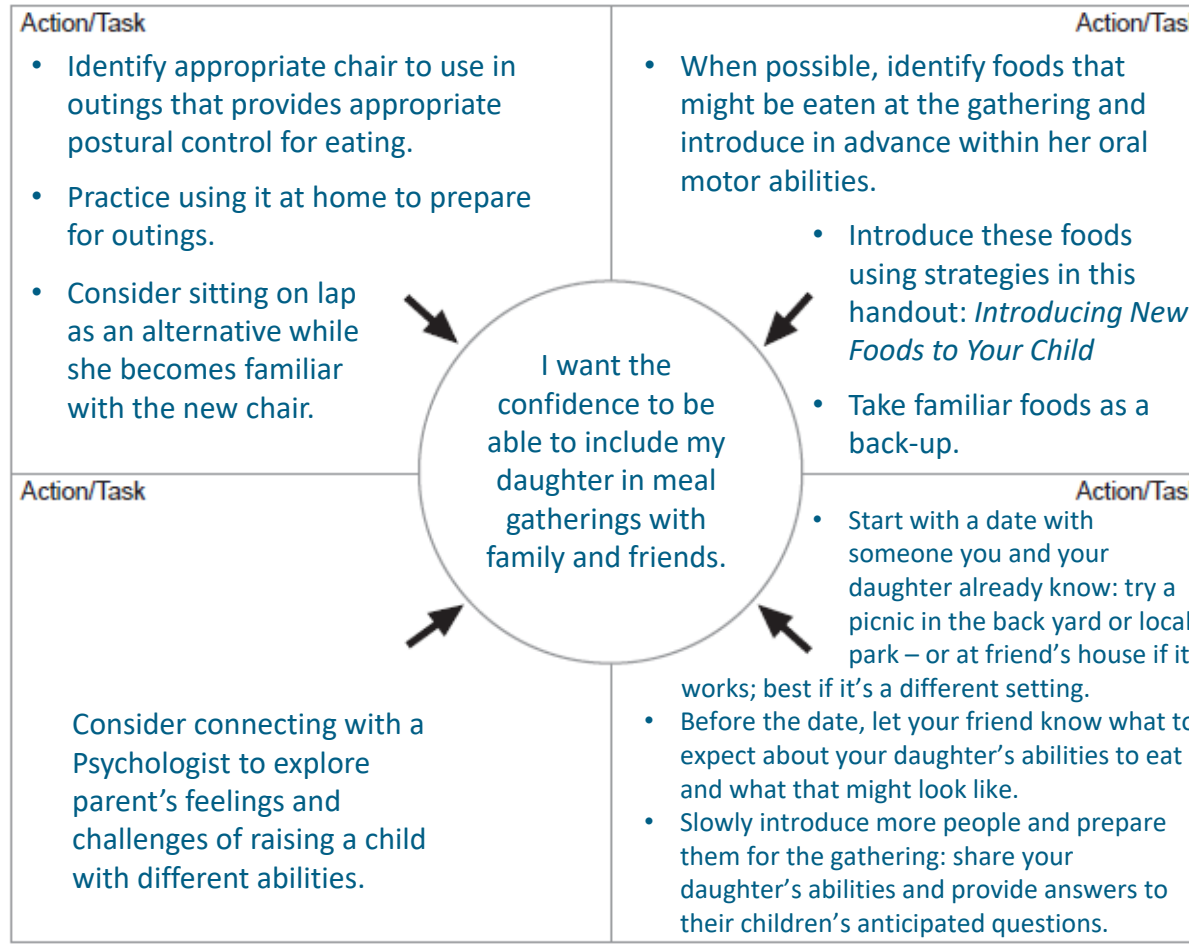 Action/Task
• Identify appropriate chair to use in
outings that provides appropriate
postural control for eating.
• Practice using it at home to prepare
for outings.
• Consider sitting on lap
as an alternative while
she becomes familiar
with the new chair.
Action/Tas
• When possible, identify foods that
might be eaten at the gathering and
introduce in advance within her oral
motor abilities.
• Introduce these foods
using strategies in this
handout: Introducing New
Foods to Your Child
• Take familiar foods as a
back-up.
I want the
confidence to be
able to include my
daughter in meal
gatherings with
family and friends.
Action/Task
Consider connecting with a
Psychologist to explore
parent’s feelings and
challenges of raising a child
with different abilities.
Action/Tas
• Start with a date with
someone you and your
daughter already know: try a
picnic in the back yard or local
park – or at friend’s house if it
works; best if it’s a different setting.
• Before the date, let your friend know what to
expect about your daughter’s abilities to eat
and what that might look like.
• Slowly introduce more people and prepare
them for the gathering: share your
daughter’s abilities and provide answers to
their children’s anticipated questions.